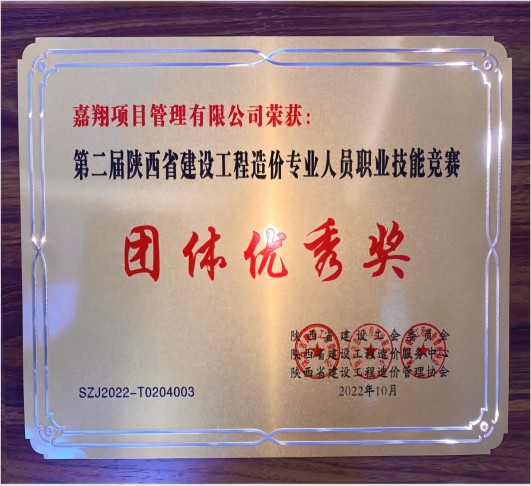 嘉翔项目管理有限公司荣获：
第二届陕西省建设工程造价专业人员职业技能竞赛
团体优秀奖
陕西省建设工会委员会
陕西省建设工程造价服务中心
陕西省建设工程造价管理协会
SZJ2022-T0204003
2022年10月